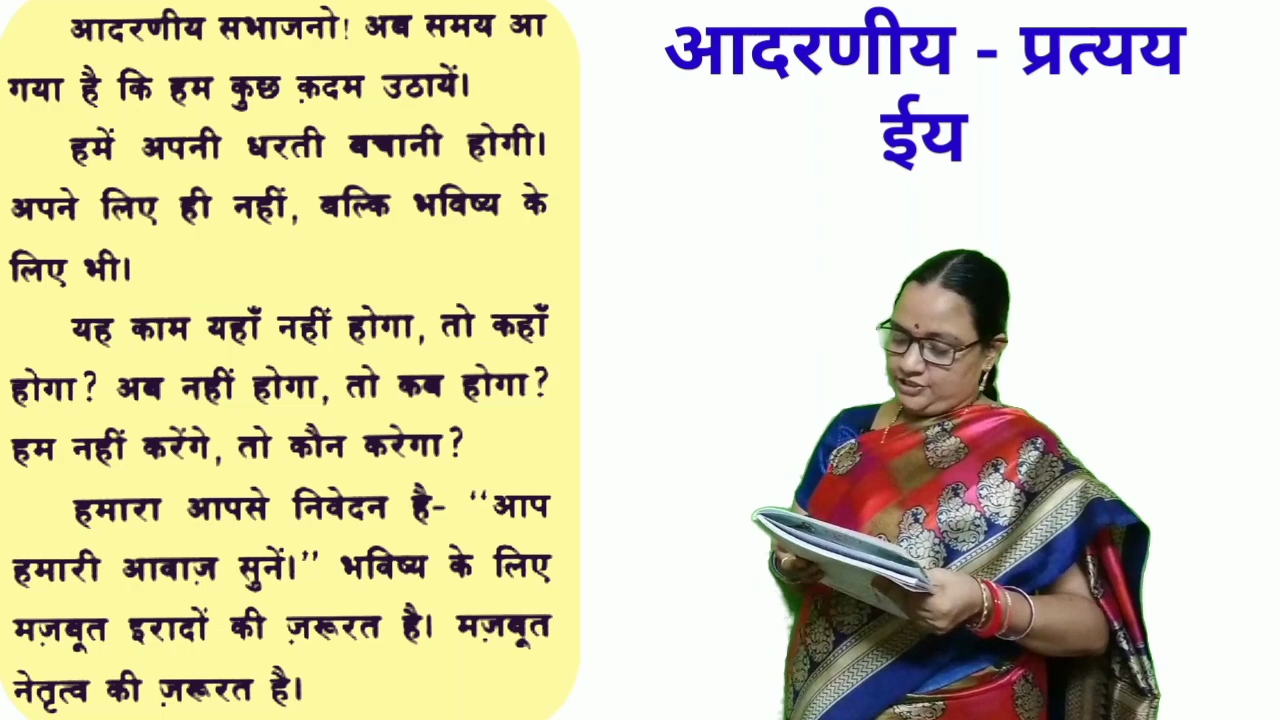 आदरणीय सभाजनो! अब समय आ
गया है कि हम कुछ क़दम उठायें।
हमें अपनी धरती बचानी होगी।
अपने लिए ही नहीं, बल्कि भविष्य के
लिए भी।
यह काम यहाँ नहीं होगा, तो कहाँ
होगा? अब नहीं होगा, तो कब होगा?
हम नहीं करेंगे, तो कौन करेगा?
हमारा आपसे निवेदन है- ‘‘आप
हमारी आवाज़ सुनें।’’ भविष्य के लिए
मज़बूत इरादों की ज़रूरत है। मज़बूत
नेतृत्व की ज़रूरत है।
आदरणीय - प्रत्यय
ईय